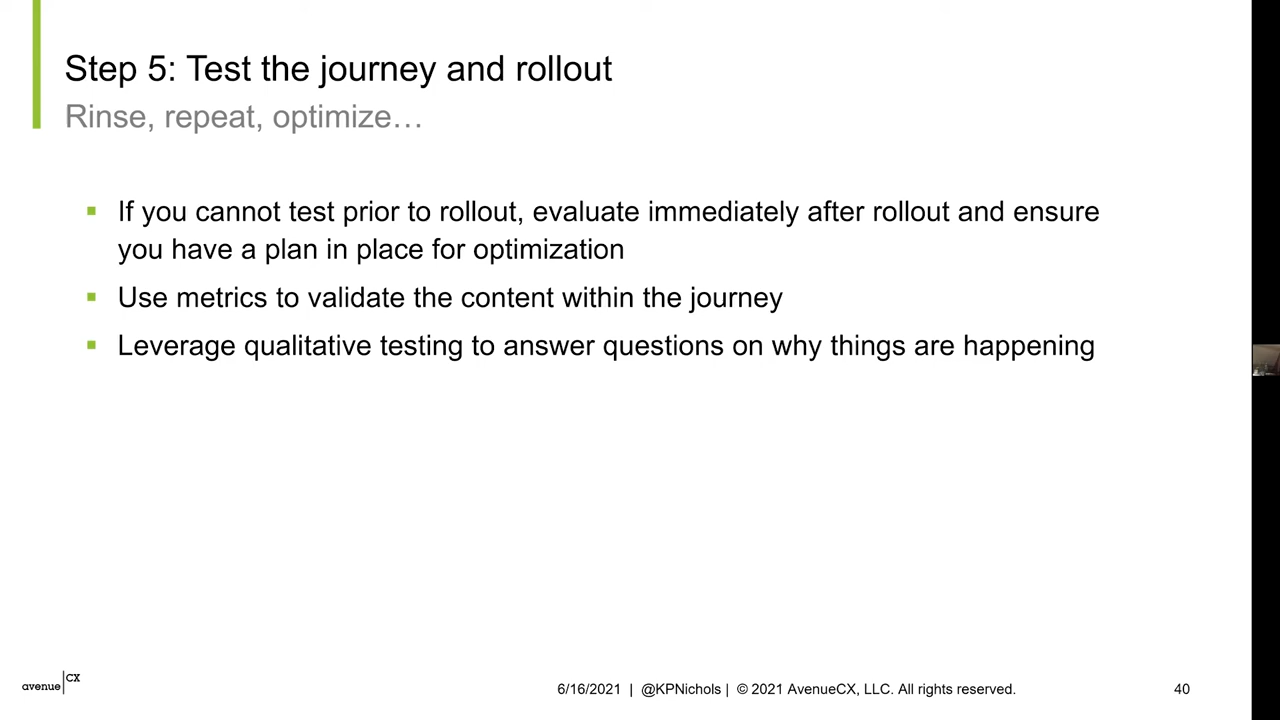 Step 5: Test the journey and rollout
Rinse, repeat, optimize…
If you cannot test prior to rollout, evaluate immediately after rollout and ensure
you have a plan in place for optimization
Use metrics to validate the content within the journey
Leverage qualitative testing to answer questions on why things are happening
avenue|CX
6/16/2021 | @KPNichols | © 2021 AvenueCX, LLC. All rights reserved.
40